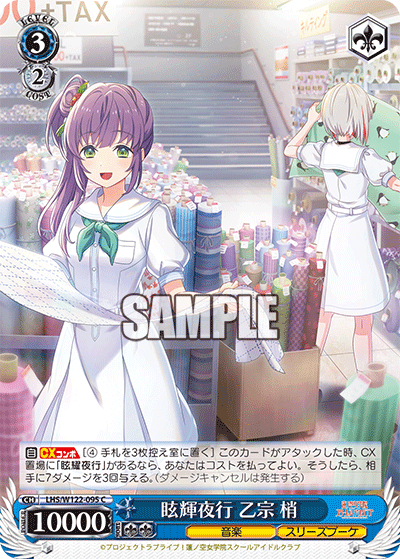 00+TAX
LEVEL
3
2
COST
SAMPLE
自 CXコンボ [④ 手札を3枚控え室に置く] このカードがアタックした時、CX
置場に「眩耀夜行」があるなら、あなたはコストを払ってよい。そうしたら、相
手に7ダメージを3回与える。(ダメージキャンセルは発生する)
CH LHS/W122-095 C
10000
眩輝夜行 乙宗 梢
音楽
スリーズブーケ
©プロジェクトラブライブ!蓮ノ空女学院スクールアイドルクラブ